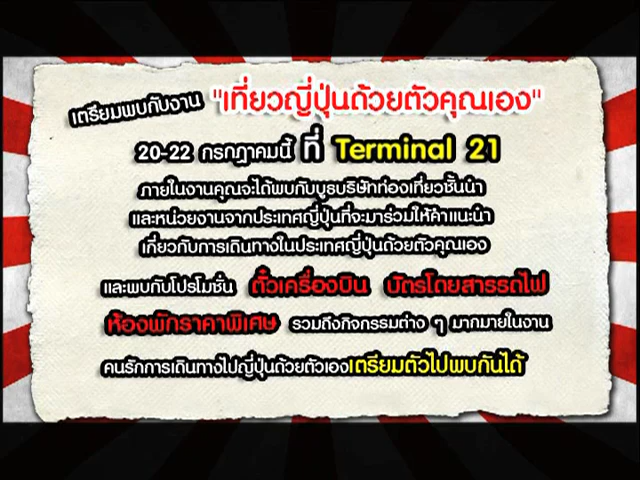 เตรียมพบกับงาน "เที่ยวญี่ปุ่นด้วยตัวคุณเอง"
20-22 กรกฎาคมนี้ ที่ Terminal 21
ภายในงานคุณจะได้พบกับบูธบริษัทท่องเที่ยวชั้นนำ
และหน่วยงานจากประเทศญี่ปุ่นที่จะมาร่วมให้คำแนะนำ
เกี่ยวกับการเดินทางในประเทศญี่ปุ่นด้วยตัวคุณเอง
และพบกับโปรโมชั่น ตั๋วเครื่องบิน บัตรโดยสารรถไฟ
ห้องพักราคาพิเศษ รวมถึงกิจกรรมต่าง ๆ มากมายในงาน
คนรักการเดินทางไปญี่ปุ่นด้วยตัวเองเตรียมตัวไปพบกันได้